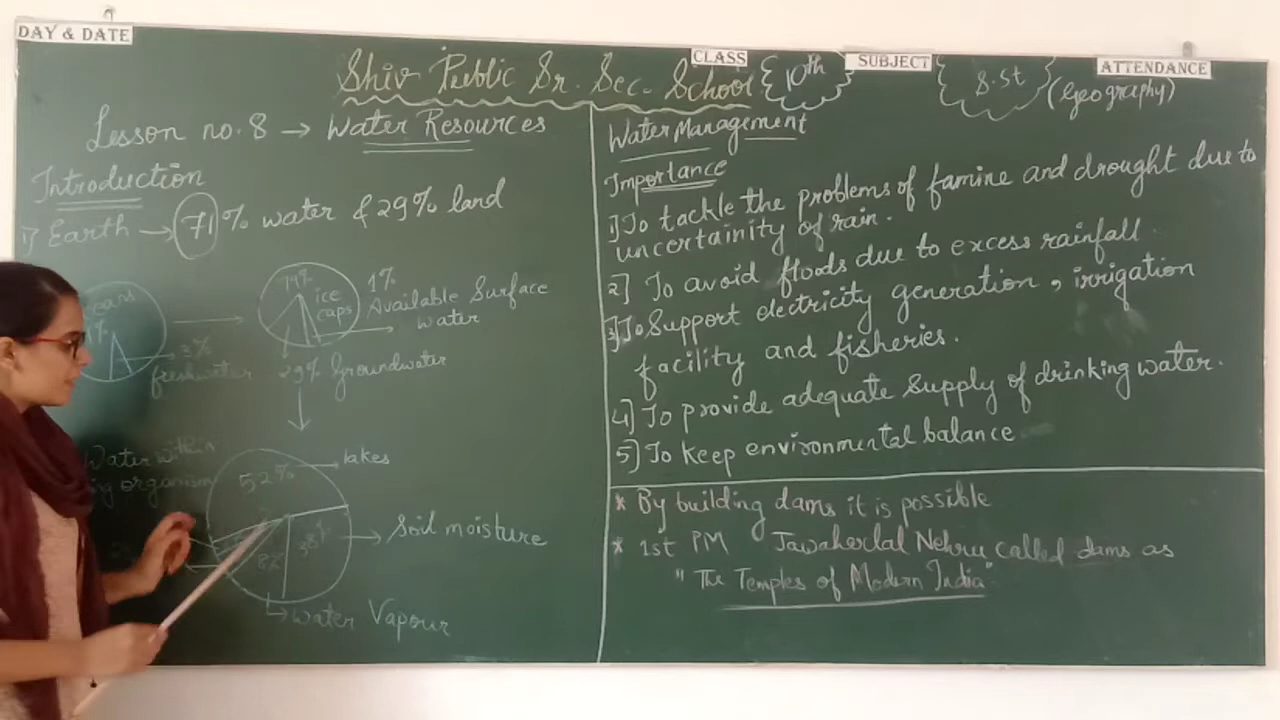 DAY & DATE
CLASS
SUBJECT
ATTENDANCE
Shiv Public Sr. Sec. School
10th
S.St
(Geography)
Lesson no. 8 → Water Resources
Introduction
1) Earth → 71% water & 29% land
3%
freshwater
ice
caps
1%
Available Surface
water
Groundwater
Water within
organism
52%
lakes
38%
Soil moisture
8%
Water Vapour
Water Management
Importance
1) To tackle the problems of famine and drought due to
uncertainity of rain.
2] To avoid floods due to excess rainfall.
3] To Support electricity generation, irrigation
facility and fisheries.
4] To provide adequate supply of drinking water.
5] To keep environmental balance
* By building dams it is possible
* 1st PM Jawaherlal Nehru called dams as
"The Temples of Modern India"